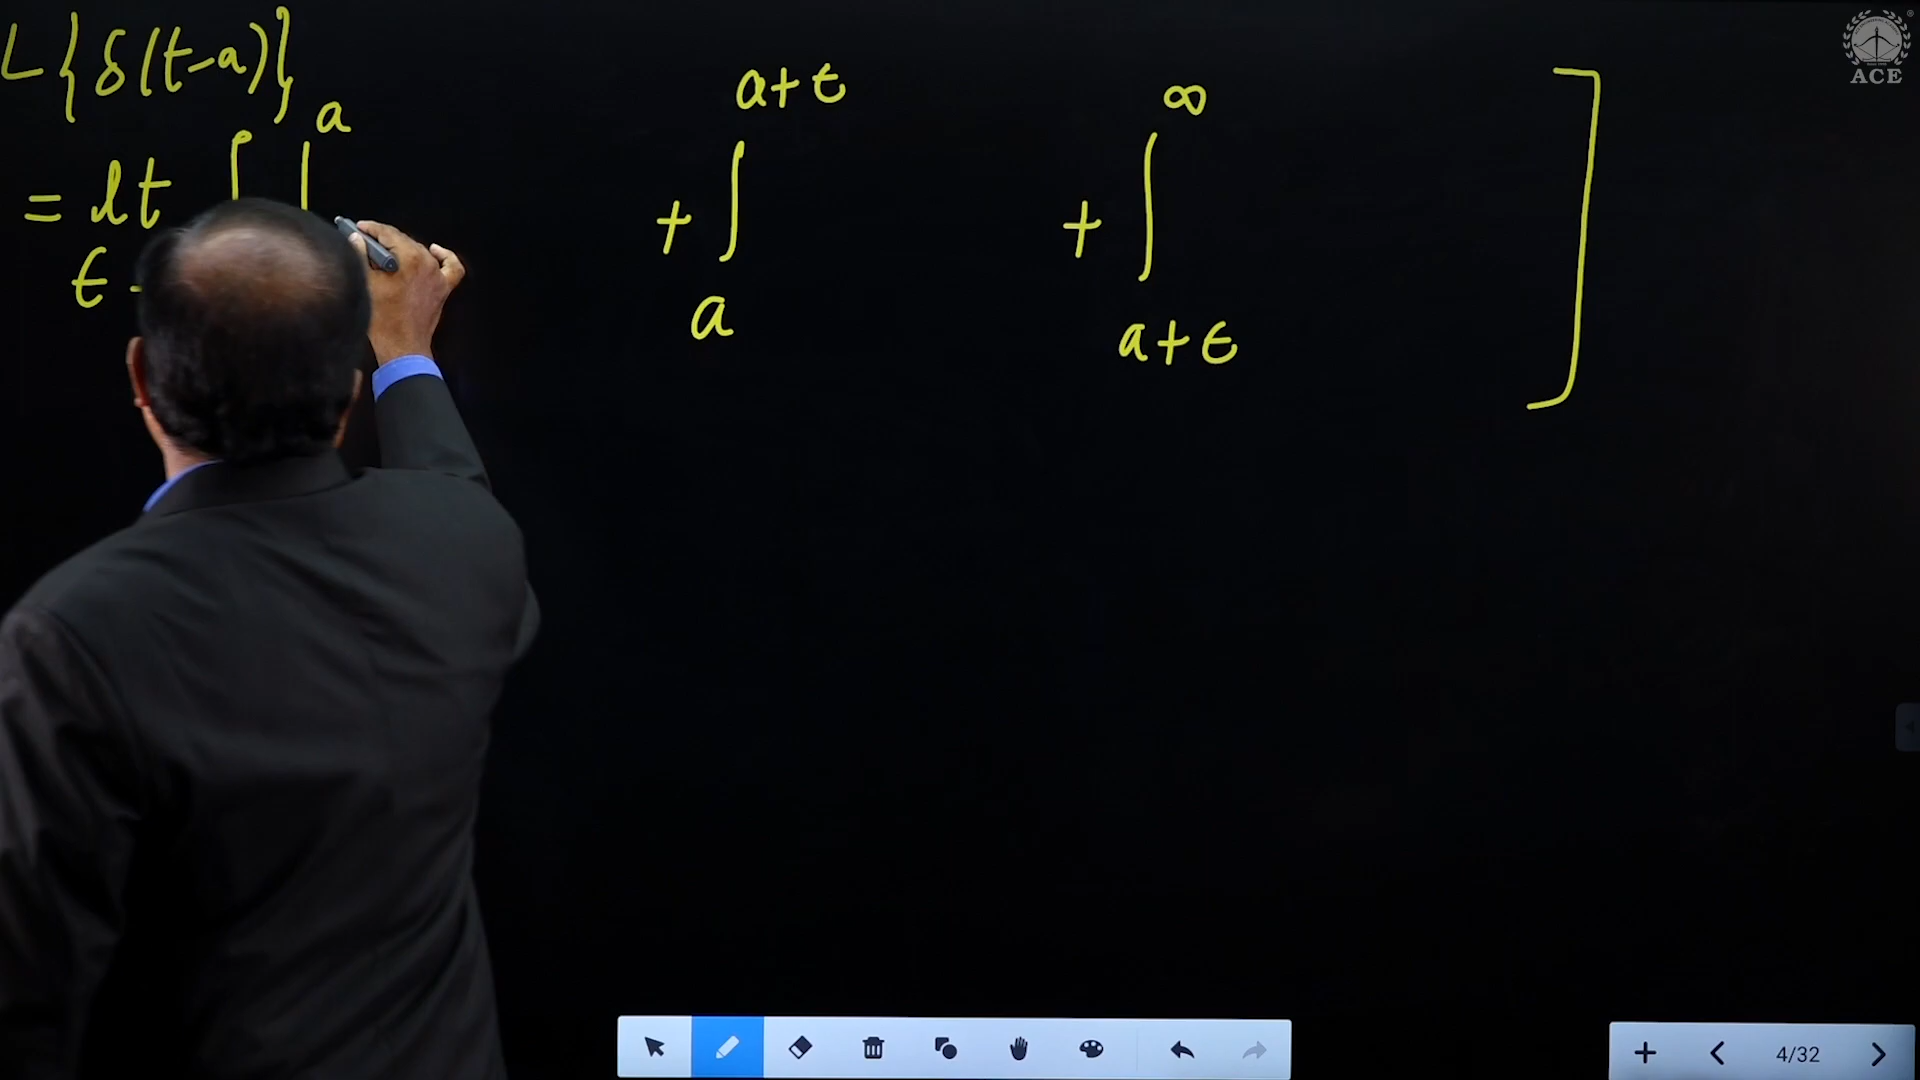 L{δ(t-a)}
= lt [ ∫ a + ∫ a+ϵ + ∫ ∞ ]
ϵ - a a+ϵ
ACE
4/32